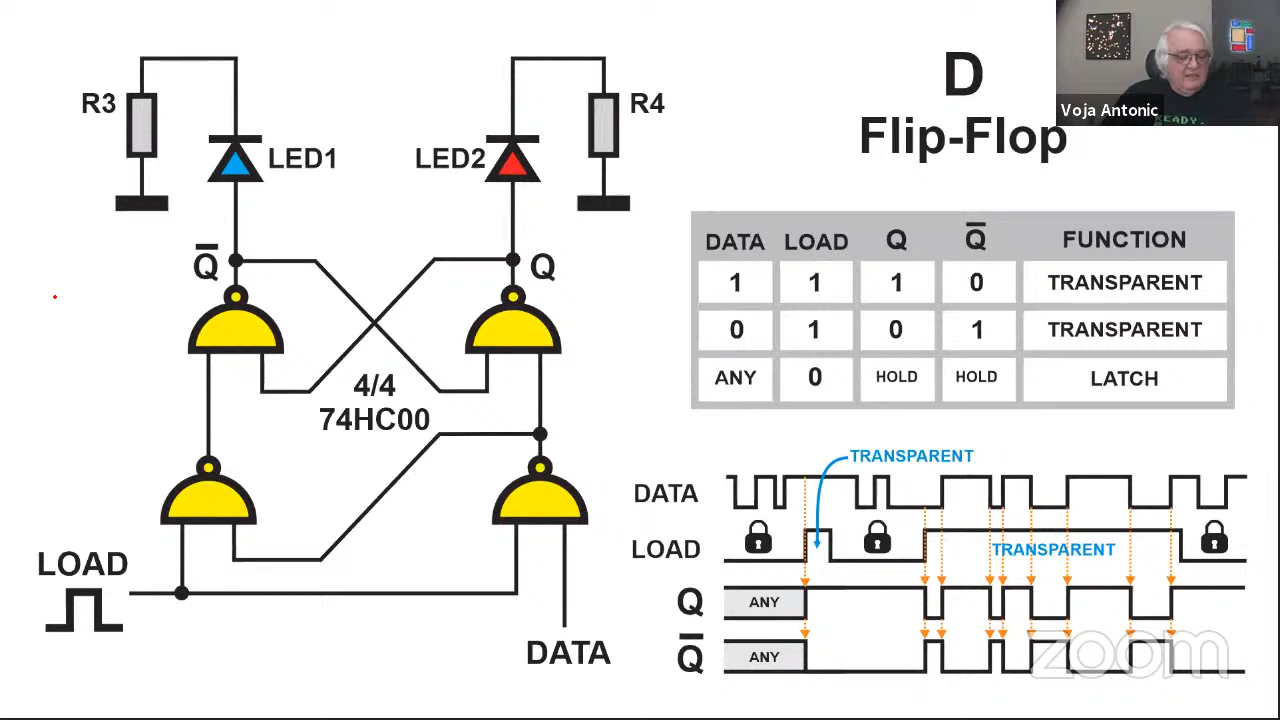 D
Flip-Flop
Voja Antonic
READY.
R3
LED1
LED2
R4
Q
Q
4/4
74HC00
LOAD
DATA
DATA LOAD Q Q FUNCTION
1 1 1 0 TRANSPARENT
0 1 0 1 TRANSPARENT
ANY 0 HOLD HOLD LATCH
TRANSPARENT
DATA
LOAD
TRANSPARENT
Q
ANY
Q
ANY
zoom